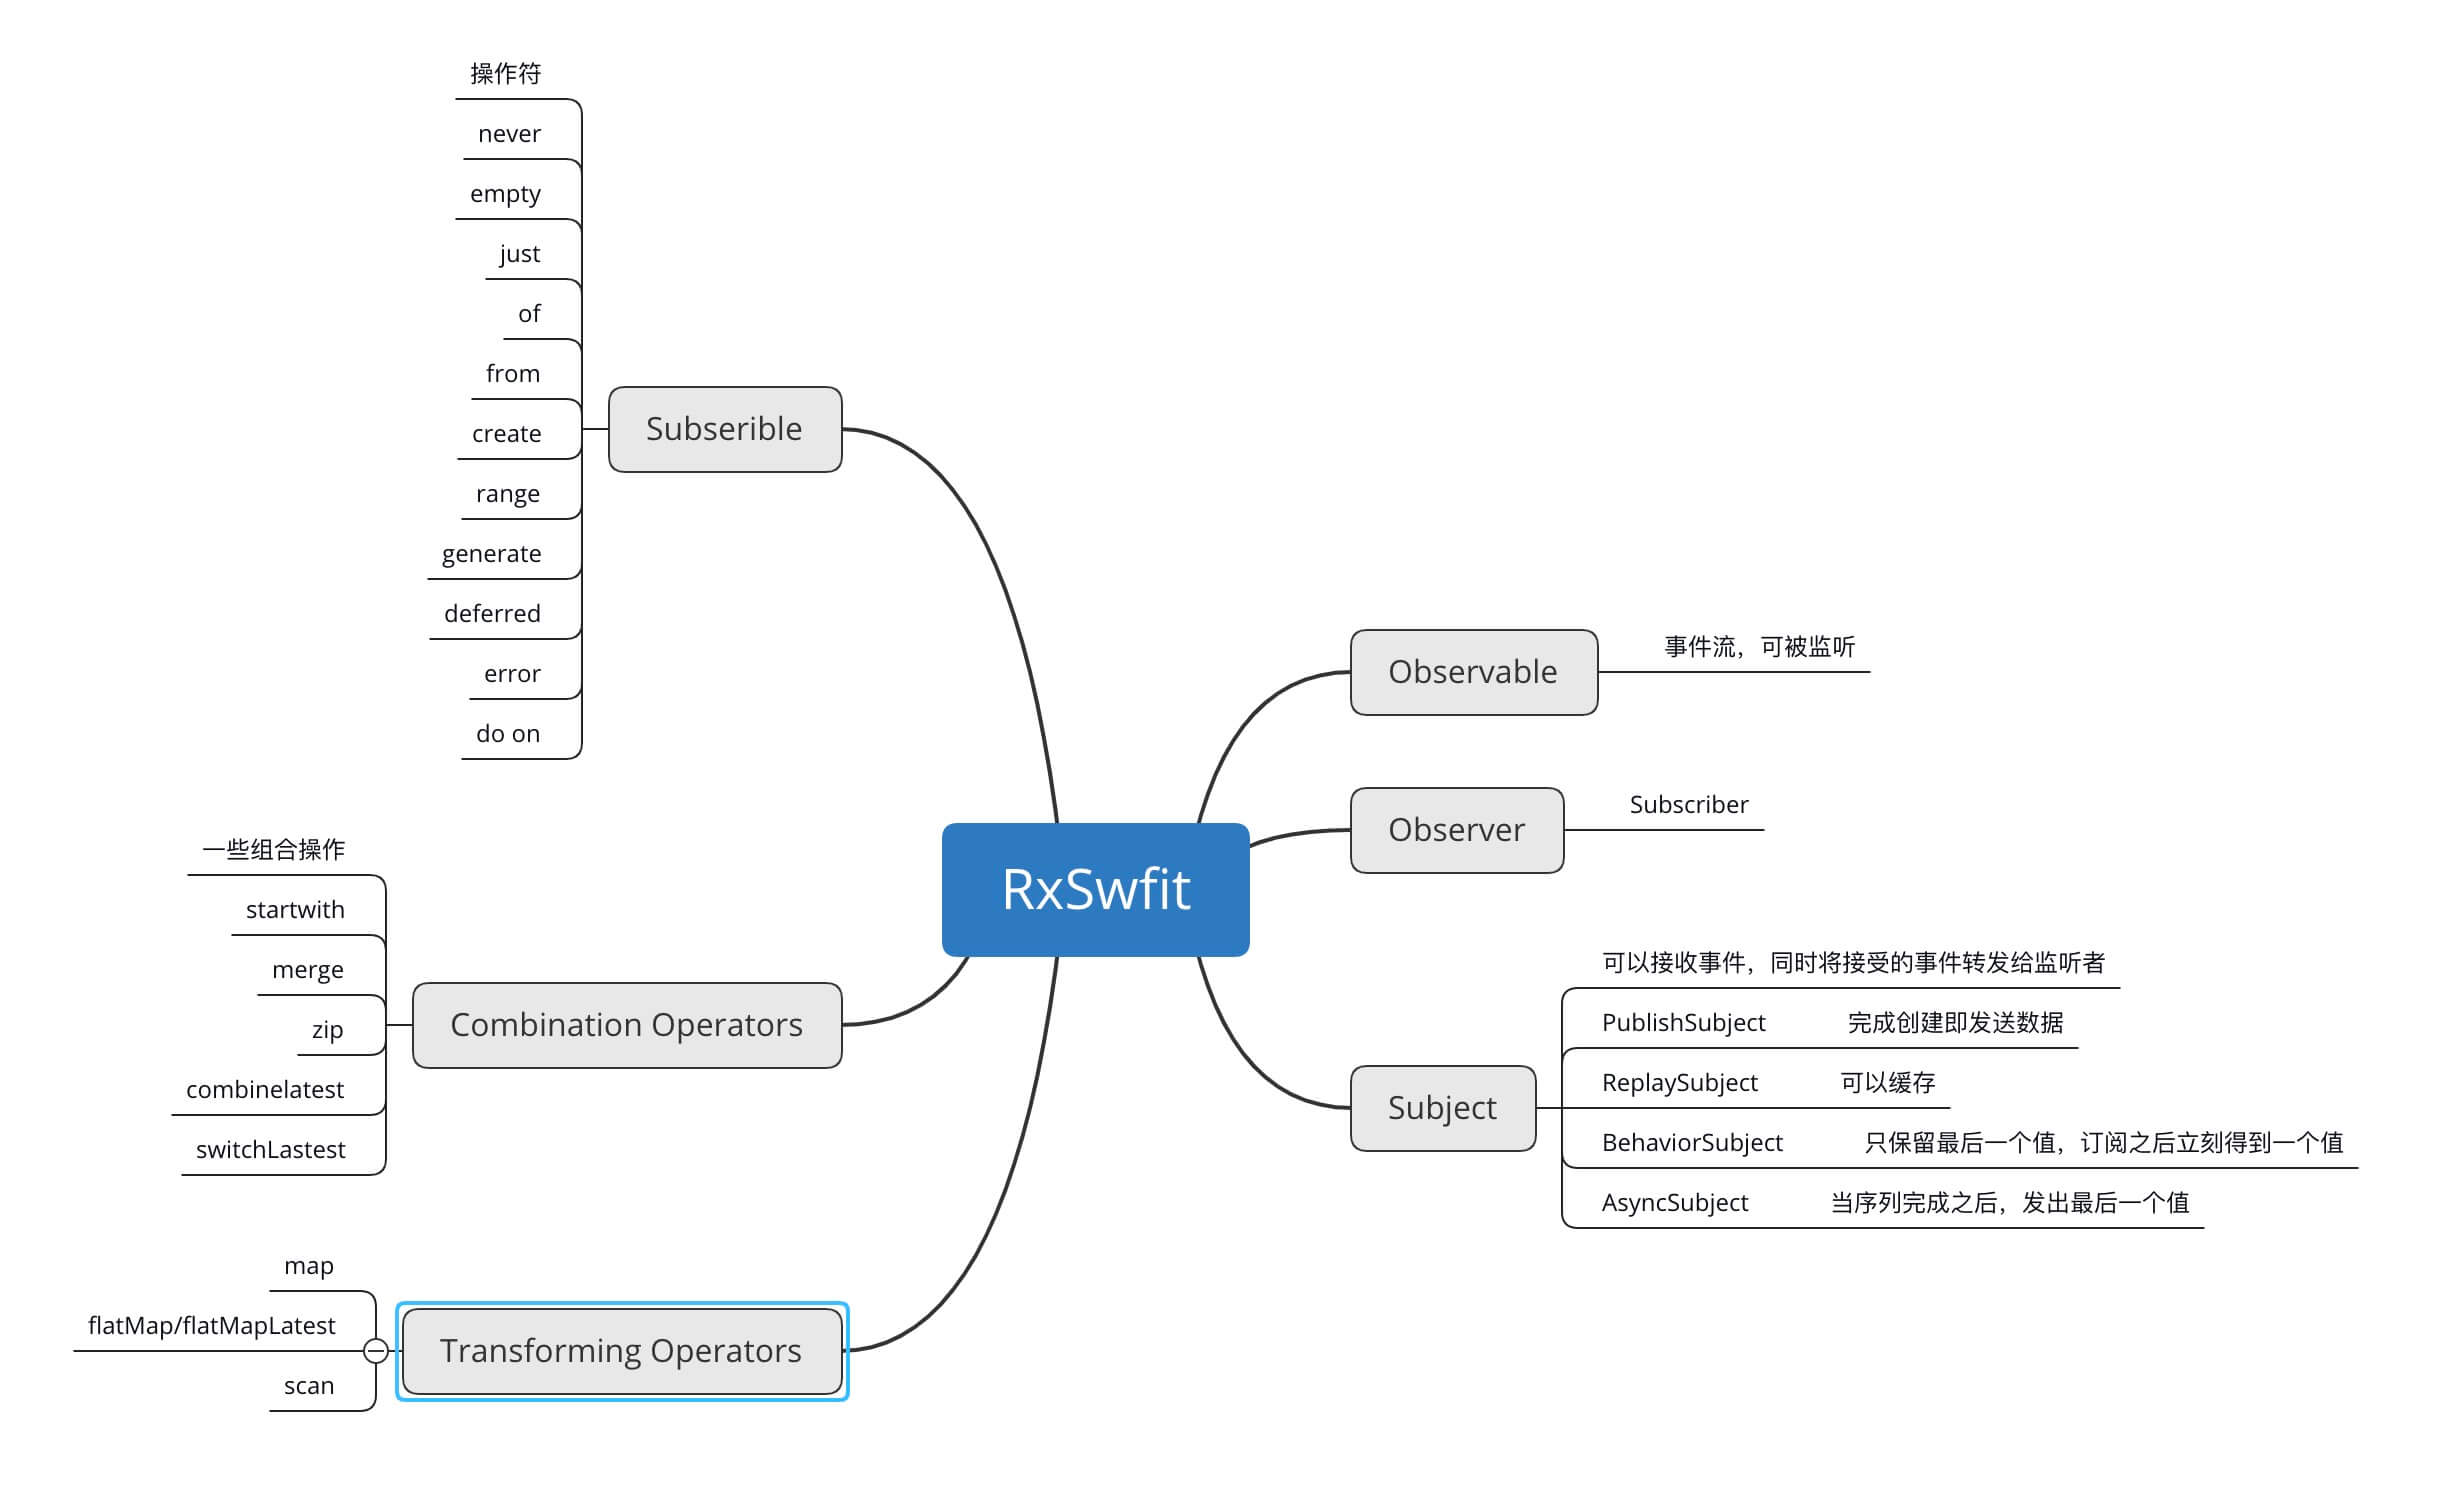 操作符
never
empty
just
of
from
create
range
generate
deferred
error
do on
Subserible
一些组合操作
startwith
merge
zip
combinelatest
switchLastest
Combination Operators
map
flatMap/flatMapLatest
scan
Transforming Operators
RxSwfit
Observable
事件流，可被监听
Observer
Subscriber
Subject
可以接收事件，同时将接受的事件转发给监听者
PublishSubject 完成创建即发送数据
ReplaySubject 可以缓存
BehaviorSubject 只保留最后一个值，订阅之后立刻得到一个值
AsyncSubject 当序列完成之后，发出最后一个值